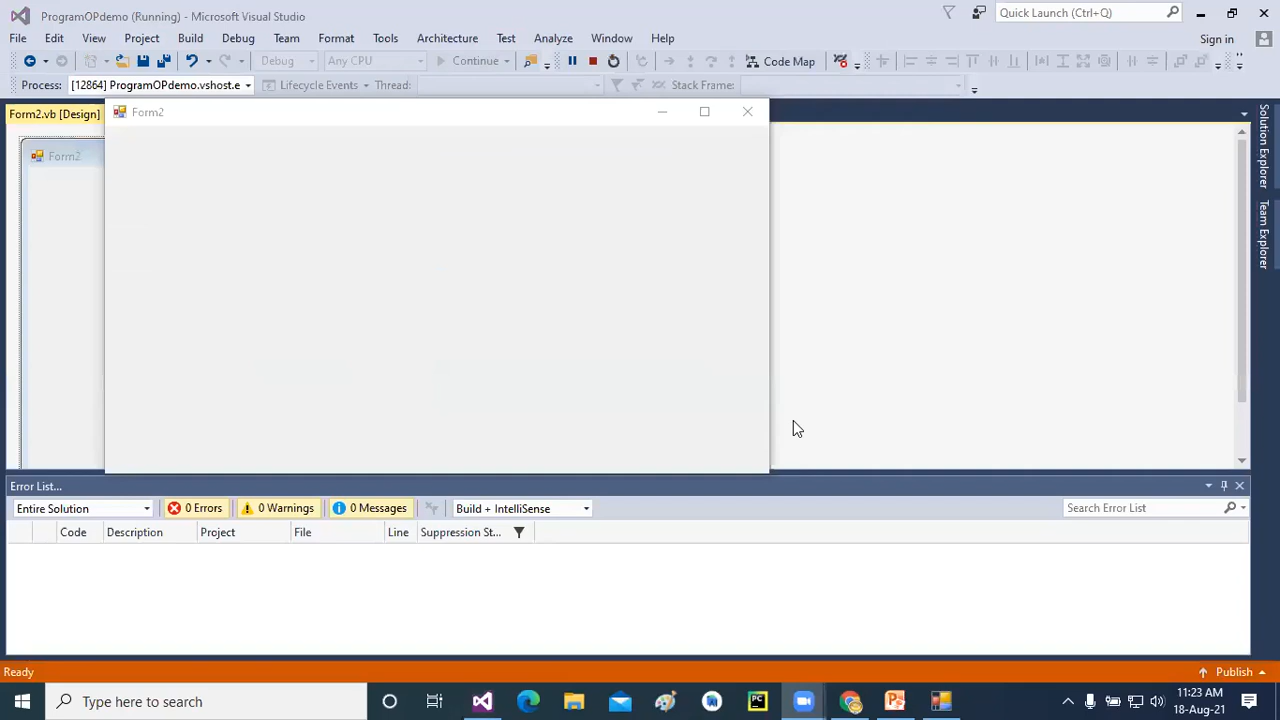 ProgramOPdemo (Running) - Microsoft Visual Studio
Quick Launch (Ctrl+Q)
File Edit View Project Build Debug Team Format Tools Architecture Test Analyze Window Help
Sign in
Debug Any CPU Continue Code Map
Process: [12864] ProgramOPdemo.vshost.e Lifecycle Events Thread: Stack Frame:
Form2.vb [Design]
Form2
Form2
Solution Explorer
Team Explorer
Error List...
Entire Solution 0 Errors 0 Warnings 0 Messages Build + IntelliSense Search Error List
Code Description Project File Line Suppression St...
Ready
Publish
Type here to search
11:23 AM
18-Aug-21